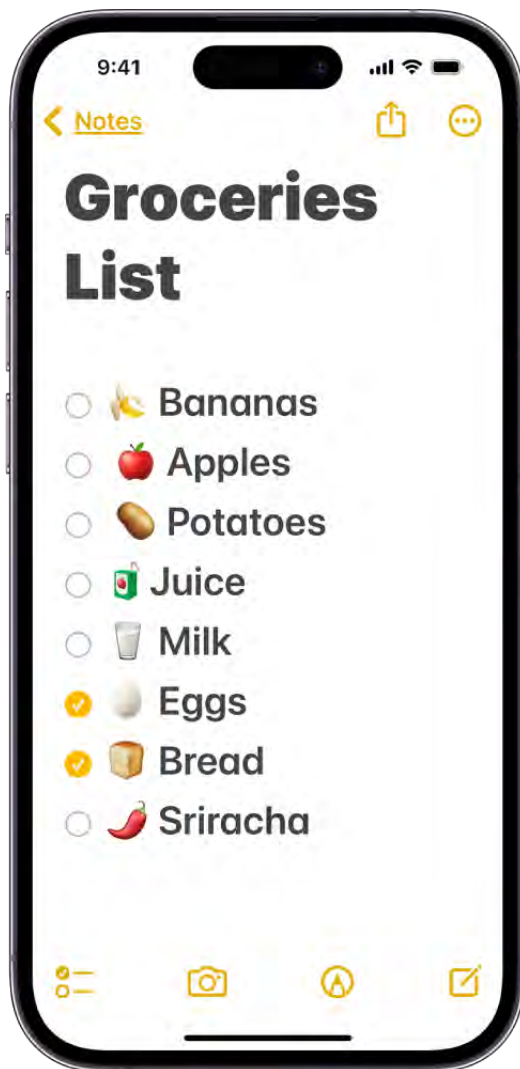 9:41
Notes
Groceries
List
Bananas
Apples
Potatoes
Juice
Milk
Eggs
Bread
Sriracha